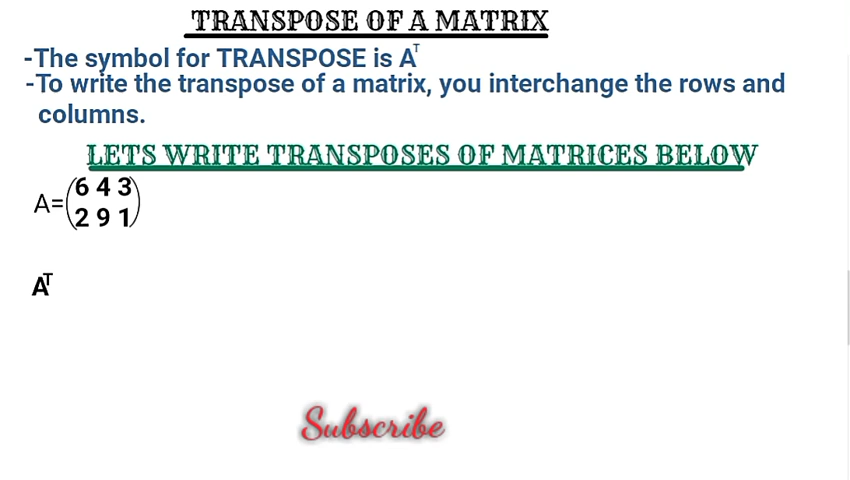 TRANSPOSE OF A MATRIX
-The symbol for TRANSPOSE is Aᵀ
-To write the transpose of a matrix, you interchange the rows and
columns.
LETS WRITE TRANSPOSES OF MATRICES BELOW
A=(6 4 3
2 9 1)
Aᵀ
Subscribe